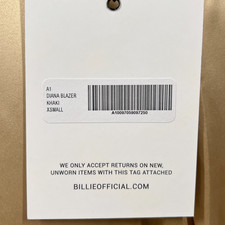 A1
DIANA BLAZER
KHAKI
XSMALL
A1009700969725O
WE ONLY ACCEPT RETURNS ON NEW,
UNWORN ITEMS WITH THIS TAG ATTACHED
BILLIEOFFICIAL.COM